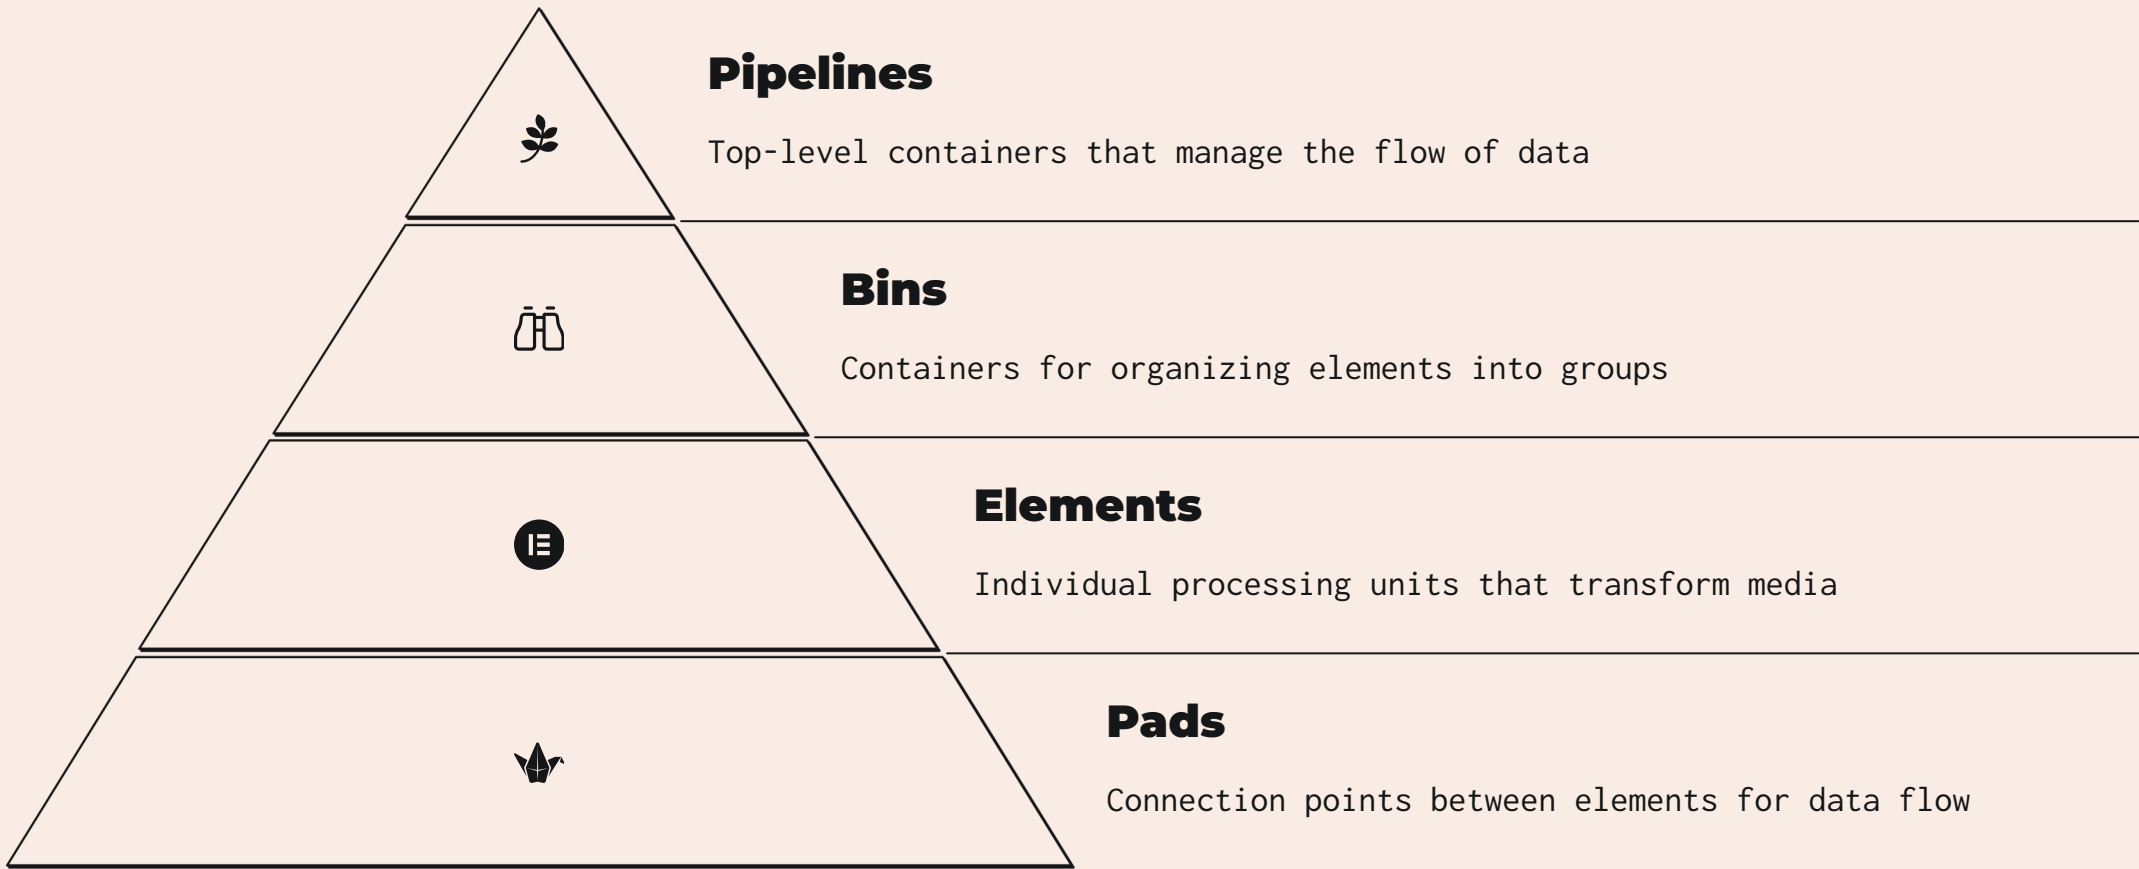 Pipelines
Top-level containers that manage the flow of data
Bins
Containers for organizing elements into groups
Elements
Individual processing units that transform media
Pads
Connection points between elements for data flow